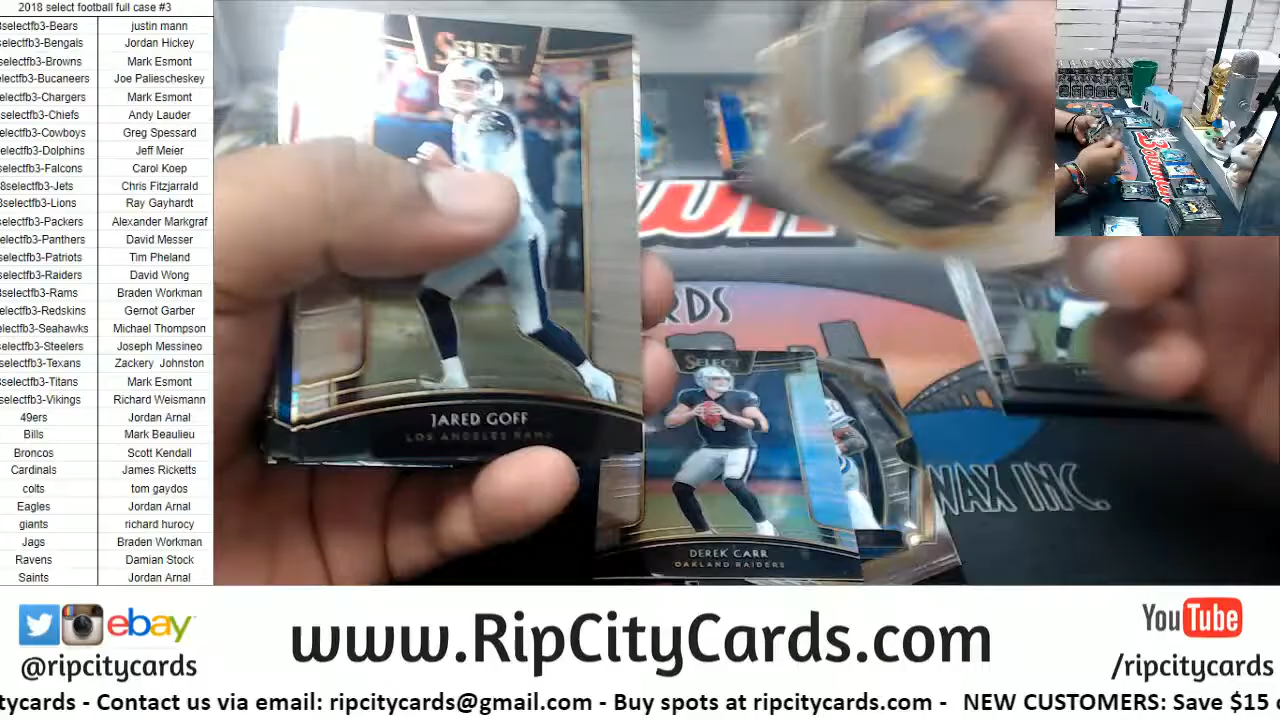 2018 select football full case #3
selectfb3-Bears justin mann
selectfb3-Bengals Jordan Hickey
selectfb3-Browns Mark Esmont
selectfb3-Bucaneers Joe Paliescheskey
electfb3-Chargers Mark Esmont
selectfb3-Chiefs Andy Lauder
electfb3-Cowboys Greg Spessard
electfb3-Dolphins Jeff Meier
selectfb3-Falcons Carol Koep
8selectfb3-Jets Chris Fitzjarrald
selectfb3-Lions Ray Gayhardt
selectfb3-Packers Alexander Markgraf
electfb3-Panthers David Messer
selectfb3-Patriots Tim Pheland
selectfb3-Raiders David Wong
selectfb3-Rams Braden Workman
electfb3-Redskins Gernot Garber
lectfb3-Seahawks Michael Thompson
electfb3-Steelers Joseph Messineo
selectfb3-Texans Zackery Johnston
selectfb3-Titans Mark Esmont
selectfb3-Vikings Richard Weismann
49ers Jordan Arnal
Bills Mark Beaulieu
Broncos Scott Kendall
Cardinals James Ricketts
colts tom gaydos
Eagles Jordan Arnal
giants richard hurocy
Jags Braden Workman
Ravens Damian Stock
Saints Jordan Arnal
SELECT
JARED GOFF
LOS ANGELES RAMS
RDS
SELECT
DEREK CARR
OAKLAND RAIDERS
WAX INC.
Bowman
ebay
@ripcitycards
www.RipCityCards.com
YouTube
/ripcitycards
tycards - Contact us via email: ripcitycards@gmail.com - Buy spots at ripcitycards.com - NEW CUSTOMERS: Save $15